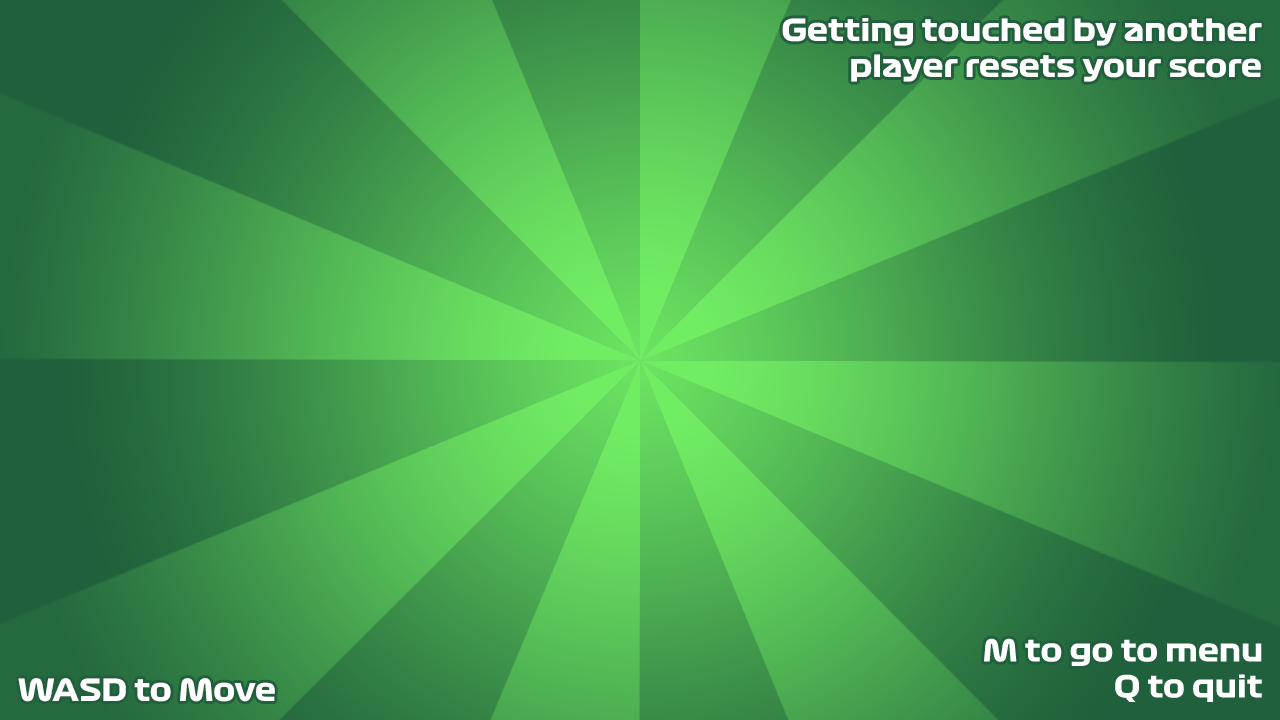 Getting touched by another
player resets your score
WASD to Move
M to go to menu
Q to quit